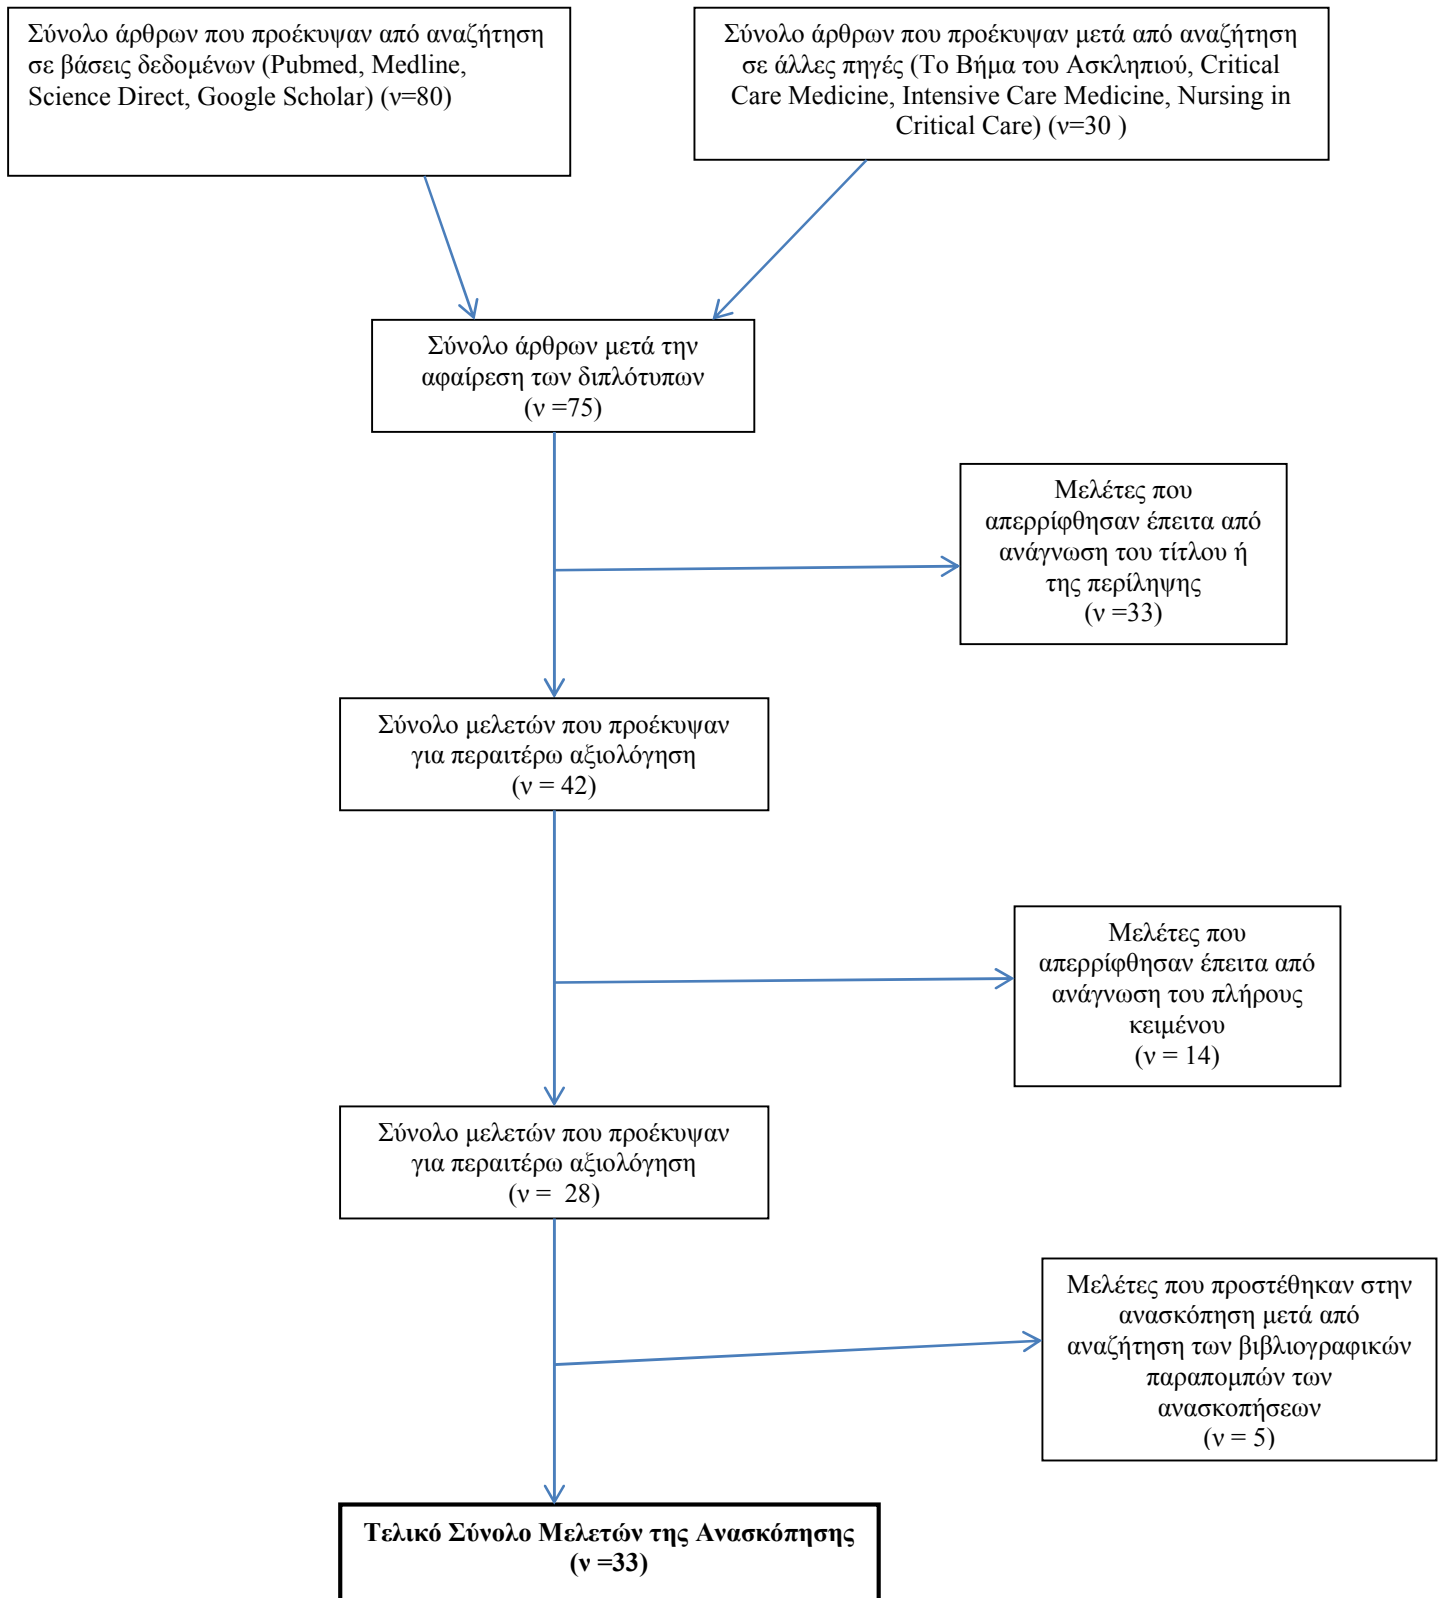 Σύνολο άρθρων που προέκυψαν από αναζήτηση
σε βάσεις δεδομένων (Pubmed, Medline,
Science Direct, Google Scholar) (ν=80)
Σύνολο άρθρων που προέκυψαν μετά από αναζήτηση
σε άλλες πηγές (Το Βήμα του Ασκληπιού, Critical
Care Medicine, Intensive Care Medicine, Nursing in
Critical Care) (ν=30 )
Σύνολο άρθρων μετά την
αφαίρεση των διπλότυπων
(ν =75)
Μελέτες που
απερρίφθησαν έπειτα από
ανάγνωση του τίτλου ή
της περίληψης
(ν =33)
Σύνολο μελετών που προέκυψαν
για περαιτέρω αξιολόγηση
(ν = 42)
Μελέτες που
απερρίφθησαν έπειτα από
ανάγνωση του πλήρους
κειμένου
(ν = 14)
Σύνολο μελετών που προέκυψαν
για περαιτέρω αξιολόγηση
(ν =  28)
Μελέτες που προστέθηκαν στην
ανασκόπηση μετά από
αναζήτηση των βιβλιογραφικών
παραπομπών των
ανασκοπήσεων
(ν = 5)
Τελικό Σύνολο Μελετών της Ανασκόπησης
(ν =33)